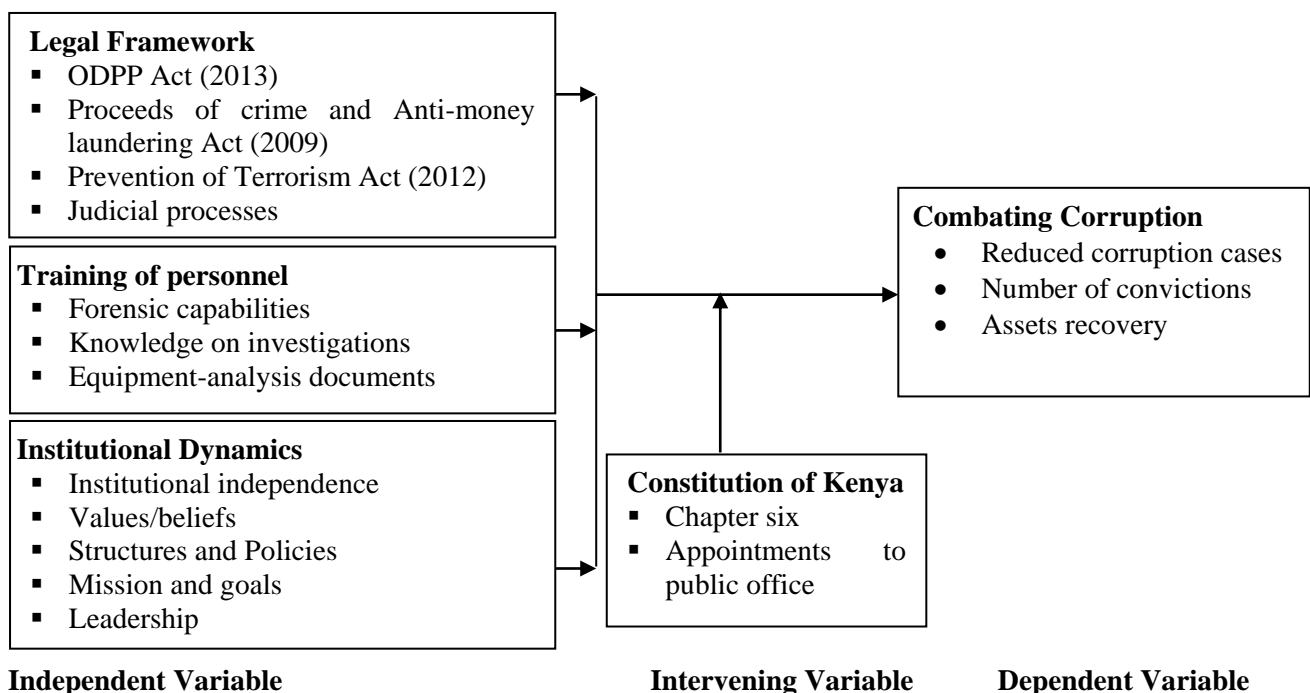 Legal Framework
▪ ODPP Act (2013)
▪ Proceeds of crime and Anti-money
laundering Act (2009)
▪ Prevention of Terrorism Act (2012)
▪ Judicial processes
Training of personnel
▪ Forensic capabilities
▪ Knowledge on investigations
▪ Equipment-analysis documents
Institutional Dynamics
▪ Institutional independence
▪ Values/beliefs
▪ Structures and Policies
▪ Mission and goals
▪ Leadership
Constitution of Kenya
▪ Chapter six
▪ Appointments to
public office
Combating Corruption
• Reduced corruption cases
• Number of convictions
• Assets recovery
Independent Variable
Intervening Variable
Dependent Variable